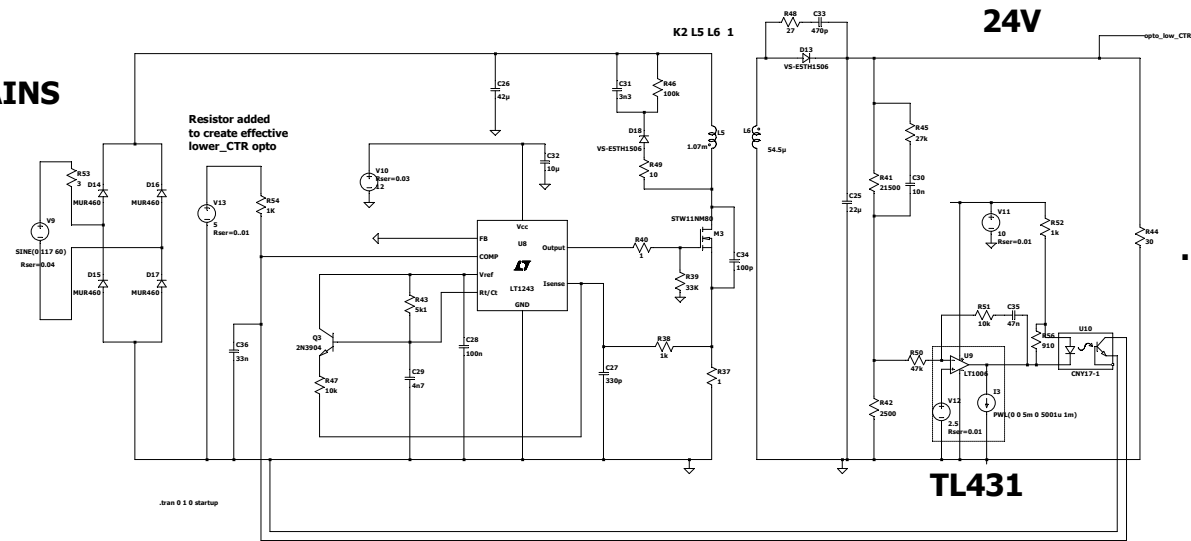 24V
AINS
K2 L5 L6 1
opto_low_CTR
Resistor added
to create effective
lower_CTR opto
R48
27
C33
470p
D13
VS-E5TH1506
C26
42µ
C31
3n3
R46
100k
D18
VS-E5TH1506
R49
10
L5
1.07m
L6
54.5µ
R45
27k
C30
10n
R41
21500
C25
22µ
R53
3
D14
MUR460
D16
MUR460
V9
SINE(0 117 60)
Rser=0.04
D15
MUR460
D17
MUR460
V13
5
Rser=0..01
R54
1K
V10
Rser=0.03
12
C32
10µ
Vcc
FB
COMP
Vref
Rt/Ct
U8
LT
LT1243
GND
Output
Isense
R40
1
STW11NM80
M3
R39
33K
C34
100p
V11
10
Rser=0.01
R52
1k
R44
30
.
Q3
2N3904
R47
10k
R43
5k1
C29
4n7
C28
100n
C36
33n
R38
1k
C27
330p
R37
1
R51
10k
C35
47n
R56
910
U10
CNY17-1
R50
47k
U9
LT1006
V12
2.5
Rser=0.01
I3
PWL(0 0 5m 0 5001u 1m)
R42
2500
TL431
.tran 0 1 0 startup